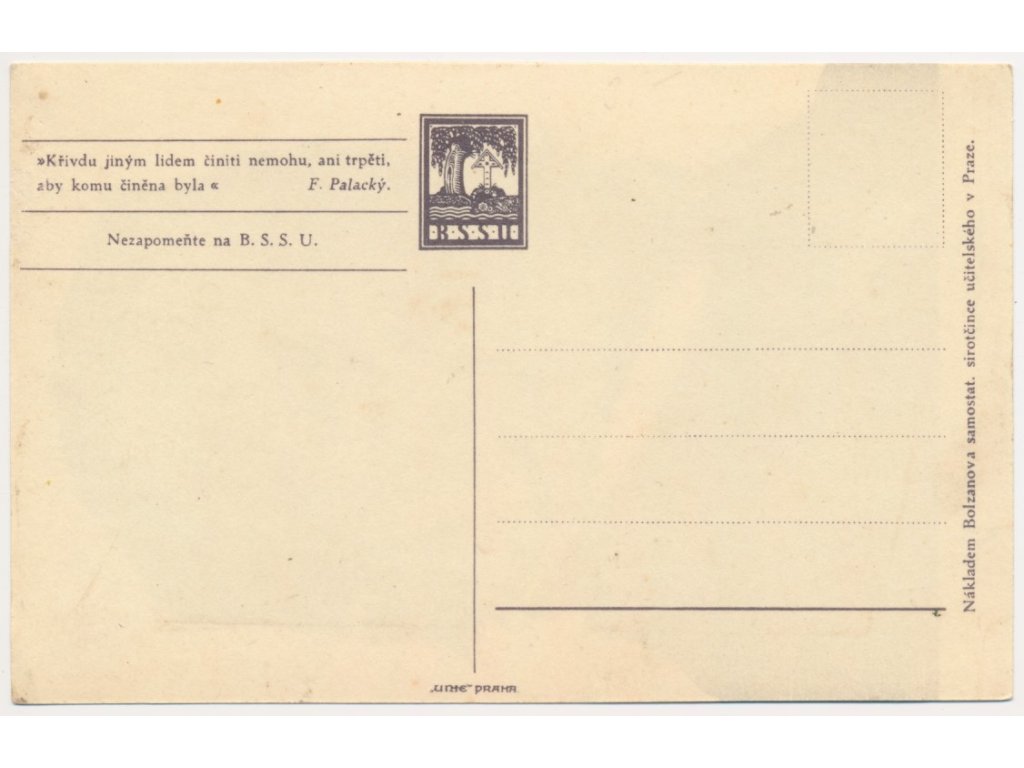 »Křivdu jiným lidem činiti nemohu, ani trpěti,
aby komu činěna byla « F. Palacký.
Nezapomeňte na B. S. S. U.
B·S·S·U
Nákladem Bolzanova samostat. sirotčince učitelského v Praze.
„UNIE" PRAHA